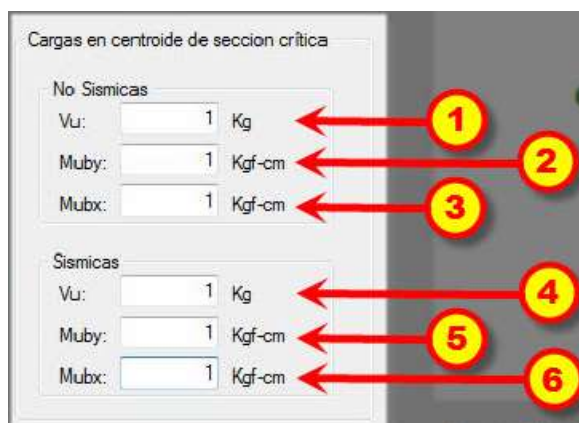 Cargas en centroide de seccion crítica
No Sismicas
Vu: 1 Kg 1
Muby: 1 Kgf-cm 2
Mubx: 1 Kgf-cm 3
Sismicas
Vu: 1 Kg 4
Muby: 1 Kgf-cm 5
Mubx: 1 Kgf-cm 6